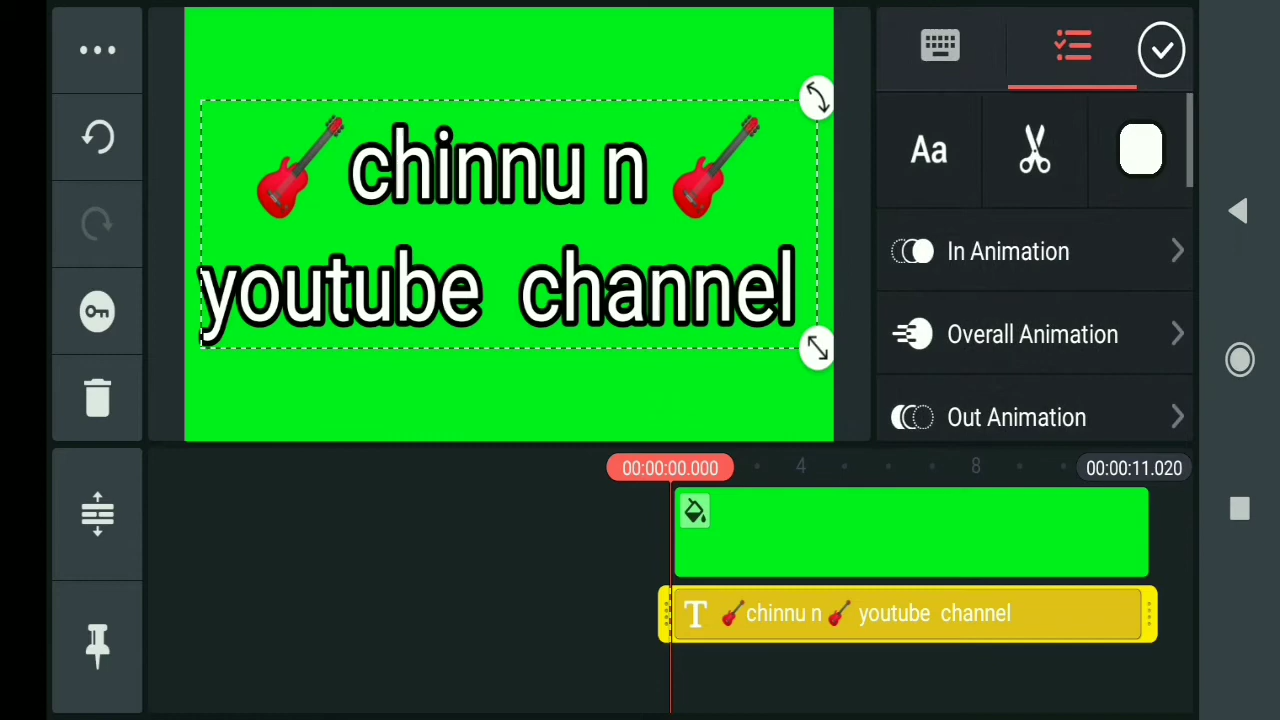 🎸chinnu n 🎸
youtube  channel
Aa
In Animation
Overall Animation
Out Animation
00:00:00.000
4
8
00:00:11.020
T 🎸chinnu n🎸 youtube  channel